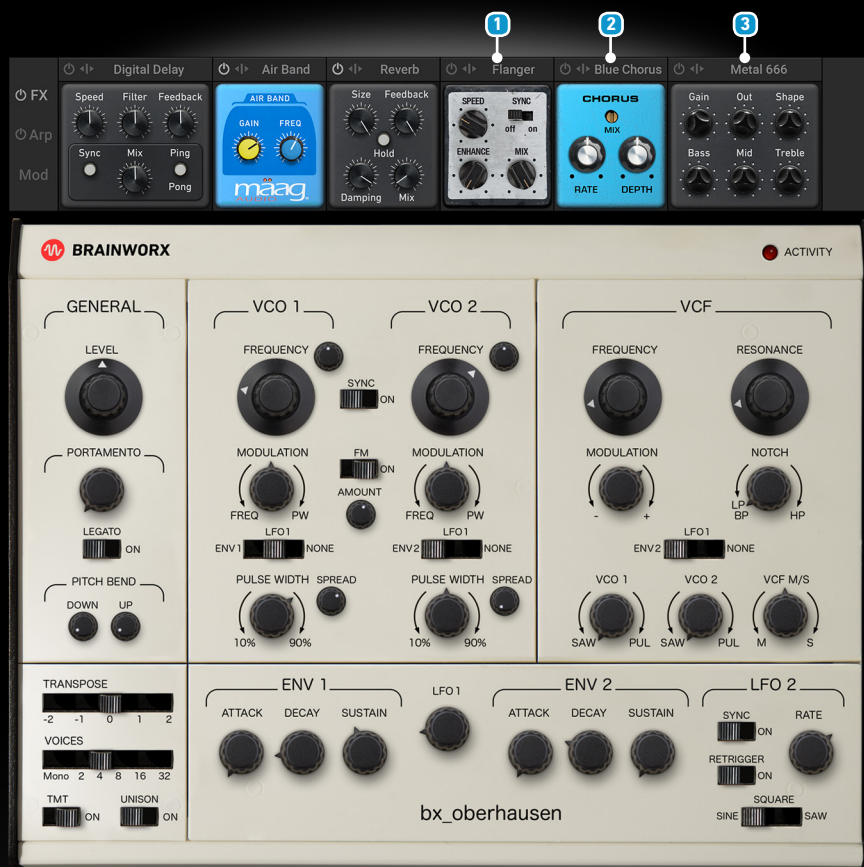 1 2 3
Digital Delay Air Band Reverb Flanger Blue Chorus Metal 666
FX
Arp
Mod
Speed Filter Feedback
Sync Mix Ping
Pong
AIR BAND
GAIN FREQ
mäag
Size Feedback
Hold
Damping Mix
SPEED SYNC
off on
ENHANCE MIX
CHORUS
MIX
RATE DEPTH
Gain Out Shape
Bass Mid Treble
BRAINWORX
ACTIVITY
GENERAL
LEVEL
PORTAMENTO
LEGATO
ON
PITCH BEND
DOWN UP
VCO 1 VCO 2
FREQUENCY FREQUENCY
SYNC
ON
MODULATION FM MODULATION
ON
AMOUNT
FREQ PW FREQ PW
LFO1 LFO1
ENV1 NONE ENV2 NONE
PULSE WIDTH SPREAD PULSE WIDTH SPREAD
10% 90% 10% 90%
VCF
FREQUENCY RESONANCE
MODULATION NOTCH
- + LP
BP HP
LFO1
ENV2 NONE
VCO 1 VCO 2 VCF M/S
SAW PUL SAW PUL M S
TRANSPOSE
-2 -1 0 1 2
VOICES
Mono 2 4 8 16 32
TMT UNISON
ON ON
ENV 1
ATTACK DECAY SUSTAIN
LFO1
ENV 2
ATTACK DECAY SUSTAIN
LFO 2
SYNC RATE
ON
RETRIGGER
ON
SQUARE
SINE SAW
bx_oberhausen